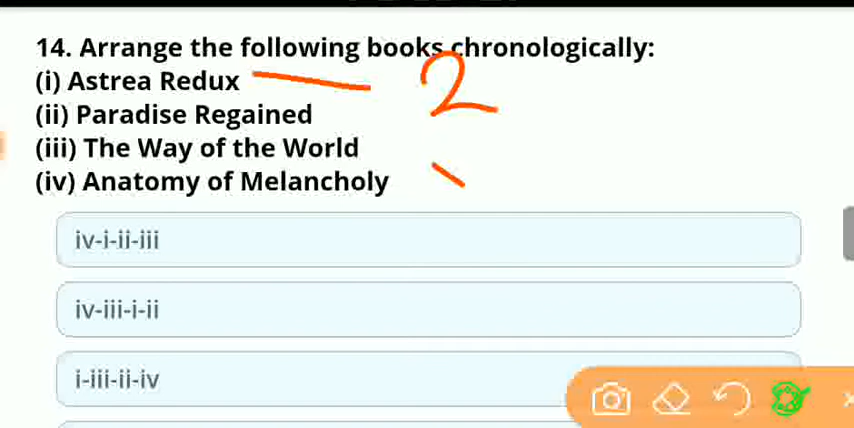 14. Arrange the following books chronologically:
(i) Astrea Redux
2
(ii) Paradise Regained
(iii) The Way of the World
(iv) Anatomy of Melancholy
iv-i-ii-iii
iv-iii-i-ii
i-iii-ii-iv